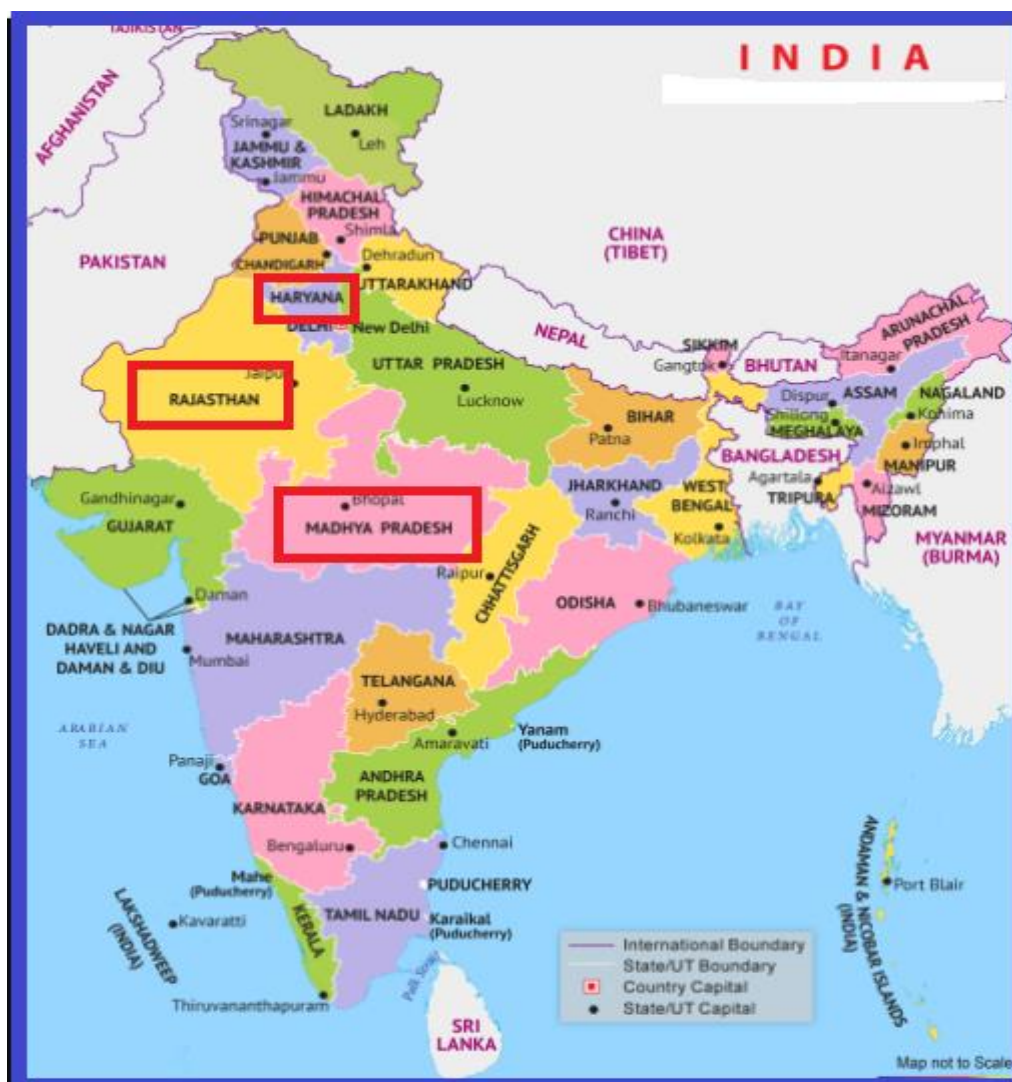 TAJIKISTAN
INDIA
AFGHANISTAN
LADAKH
Srinagar
Leh
JAMMU &
KASHMIR
Jammu
HIMACHAL
PRADESH
Shimla
PUNJAB
CHANDIGARH
Dehradun
UTTARAKHAND
PAKISTAN
CHINA
(TIBET)
HARYANA
DELHI
New Delhi
NEPAL
UTTAR PRADESH
Lucknow
Jaipur
RAJASTHAN
SIKKIM
Gangtok
BHUTAN
ARUNACHAL
PRADESH
Itanagar
Dispur
ASSAM
NAGALAND
Kohima
Shillong
MEGHALAYA
BIHAR
Patna
BANGLADESH
Imphal
MANIPUR
Agartala
TRIPURA
Aizawl
MIZORAM
Gandhinagar
GUJARAT
Bhopal
MADHYA PRADESH
JHARKHAND
Ranchi
WEST
BENGAL
Kolkata
MYANMAR
(BURMA)
Raipur
CHHATTISGARH
ODISHA
Bhubaneswar
BAY
OF
BENGAL
Daman
DADRA & NAGAR
HAVELI AND
DAMAN & DIU
MAHARASHTRA
Mumbai
TELANGANA
Hyderabad
ARABIAN
SEA
Amaravati
Yanam
(Puducherry)
Panaji
GOA
ANDHRA
PRADESH
KARNATAKA
Bengaluru
Chennai
Mahe
(Puducherry)
PUDUCHERRY
LAKSHADWEEP
(INDIA)
Kavaratti
KERALA
TAMIL NADU
Karaikal
(Puducherry)
Thiruvananthapuram
Palk Strait
SRI
LANKA
ANDAMAN & NICOBAR ISLANDS
(INDIA)
Port Blair
International Boundary
State/UT Boundary
Country Capital
State/UT Capital
Map not to Scale